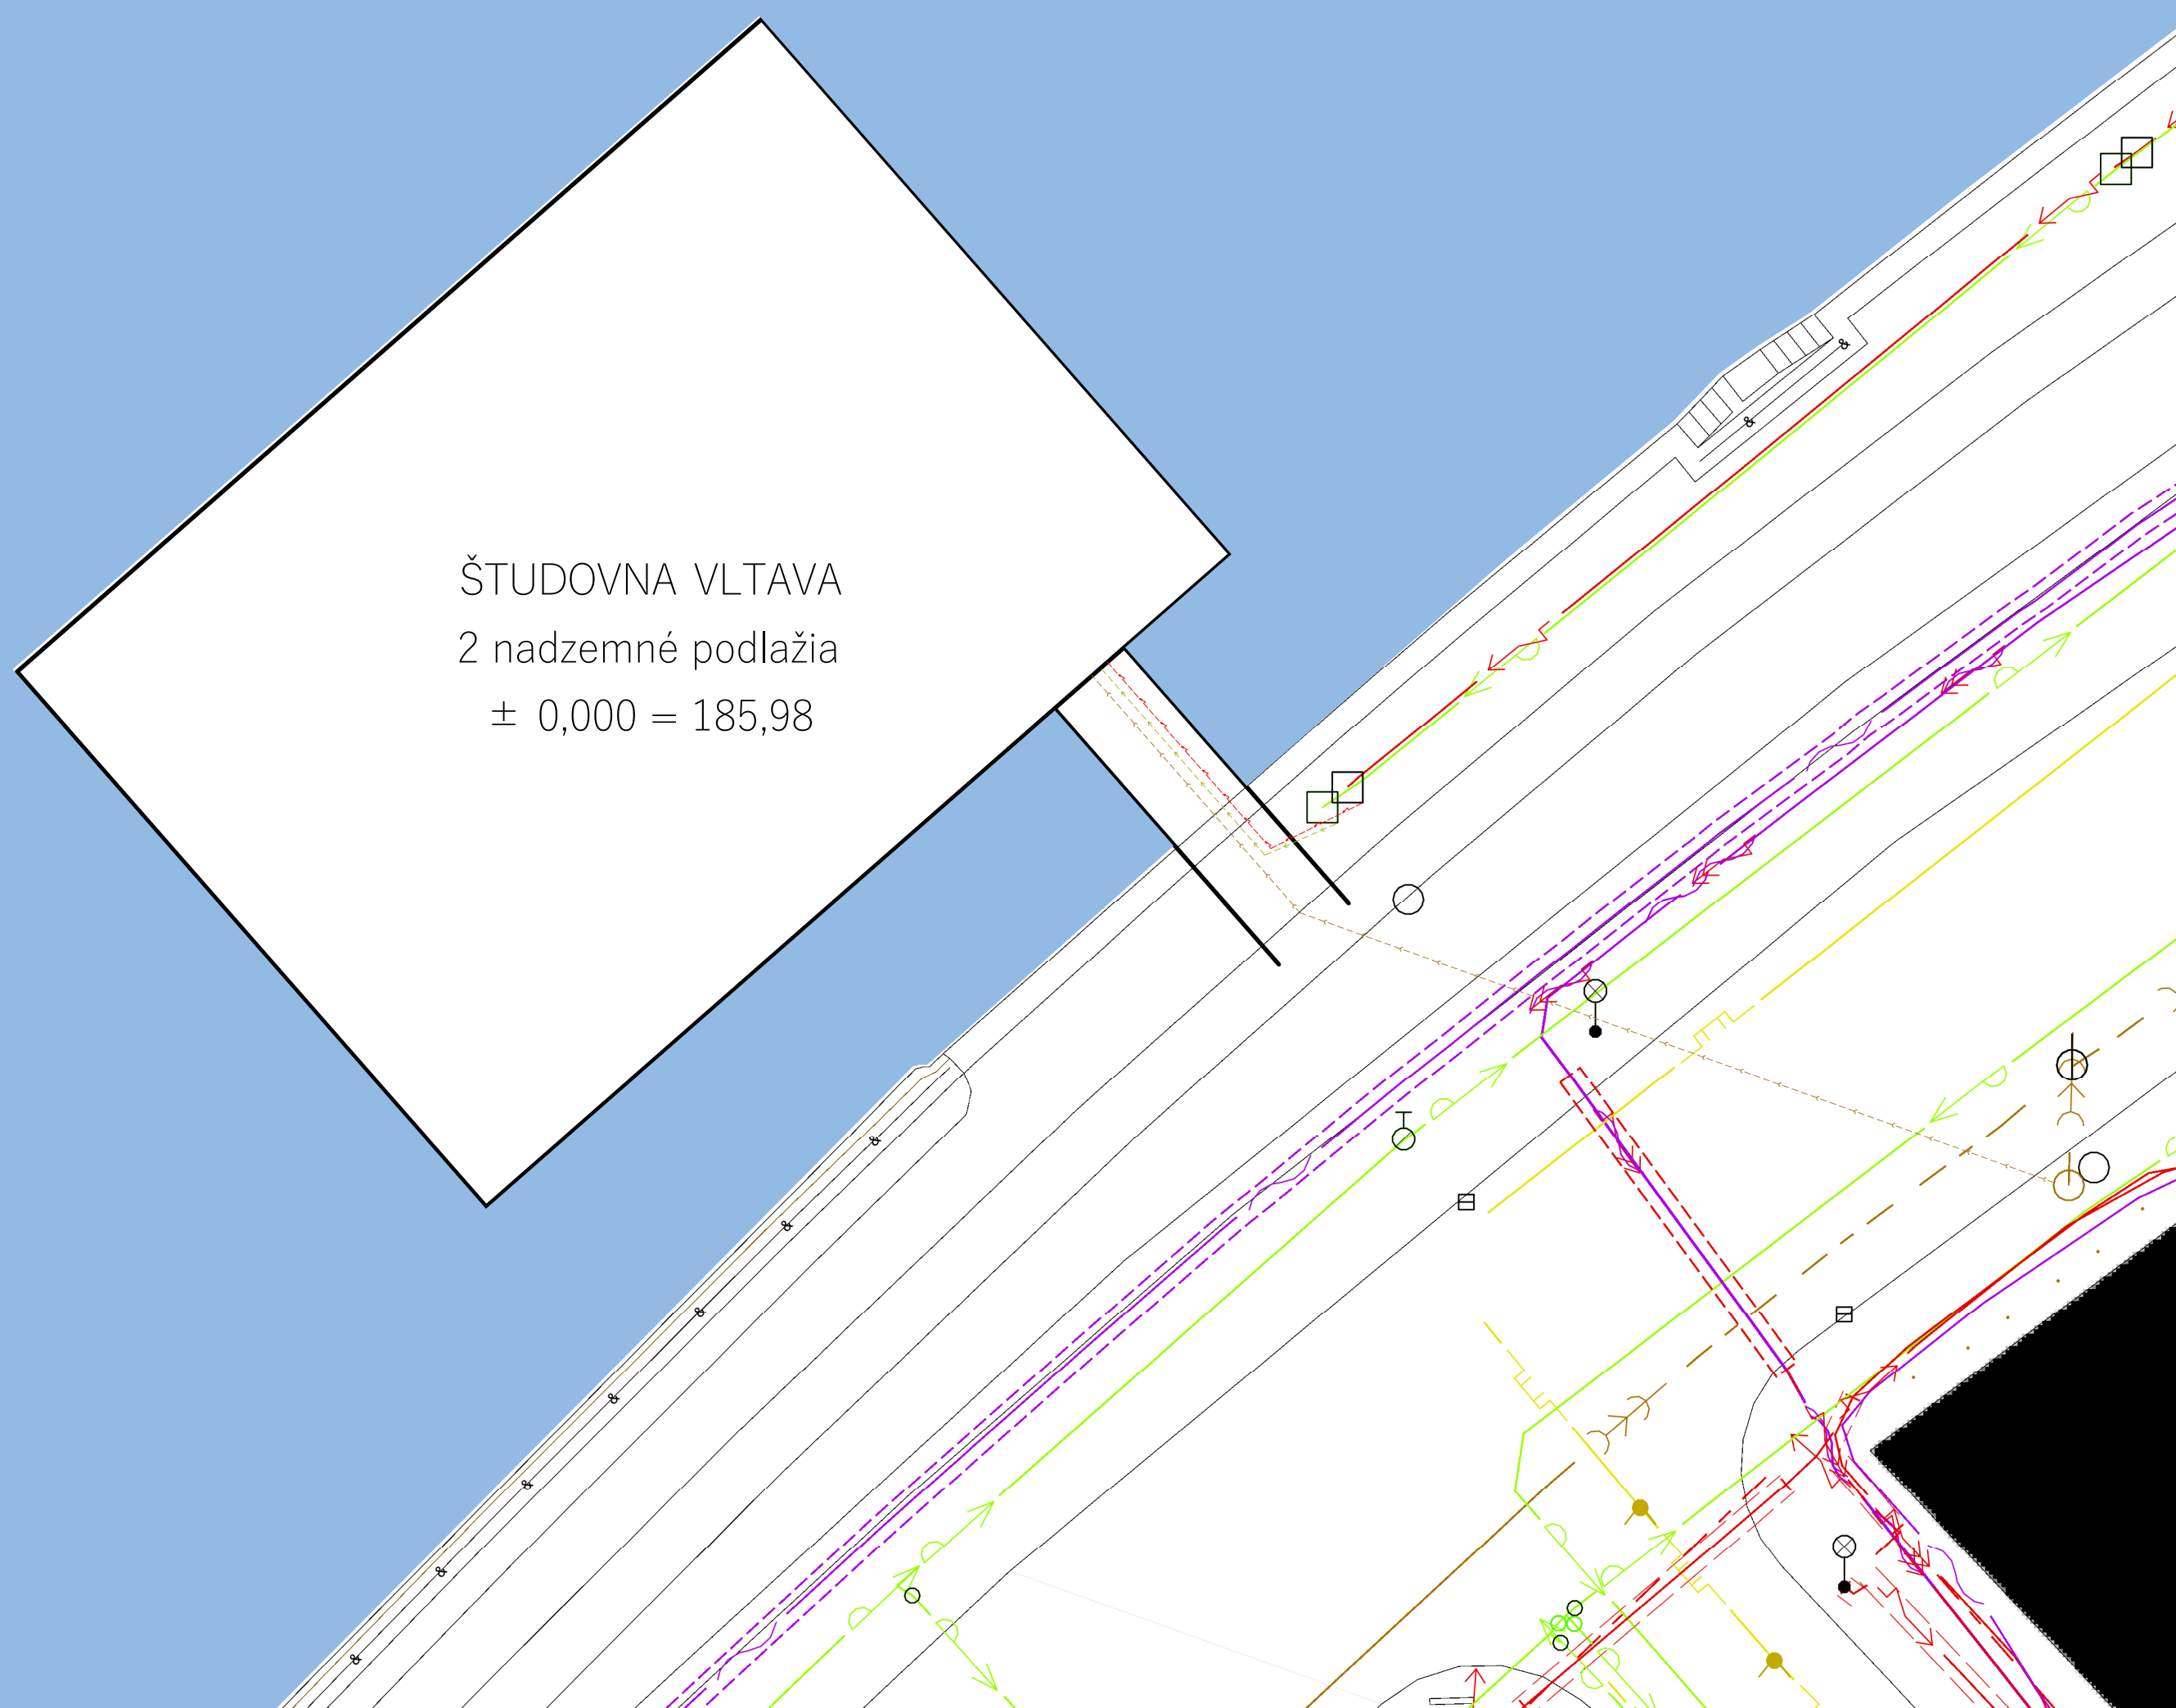 ŠTUDOVNA VLTAVA
2 nadzemné podlažia
± 0,000 = 185,98